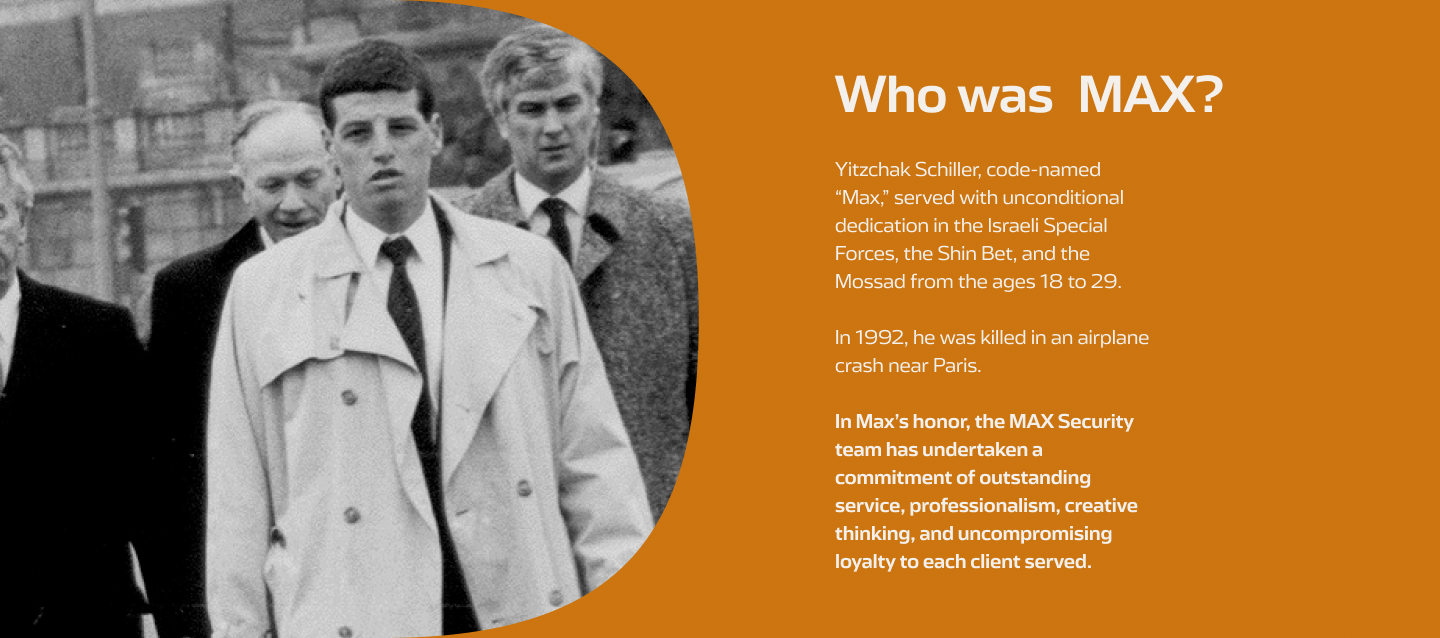 Who was MAX?
Yitzchak Schiller, code-named
“Max,” served with unconditional
dedication in the Israeli Special
Forces, the Shin Bet, and the
Mossad from the ages 18 to 29.
In 1992, he was killed in an airplane
crash near Paris.
In Max’s honor, the MAX Security
team has undertaken a
commitment of outstanding
service, professionalism, creative
thinking, and uncompromising
loyalty to each client served.